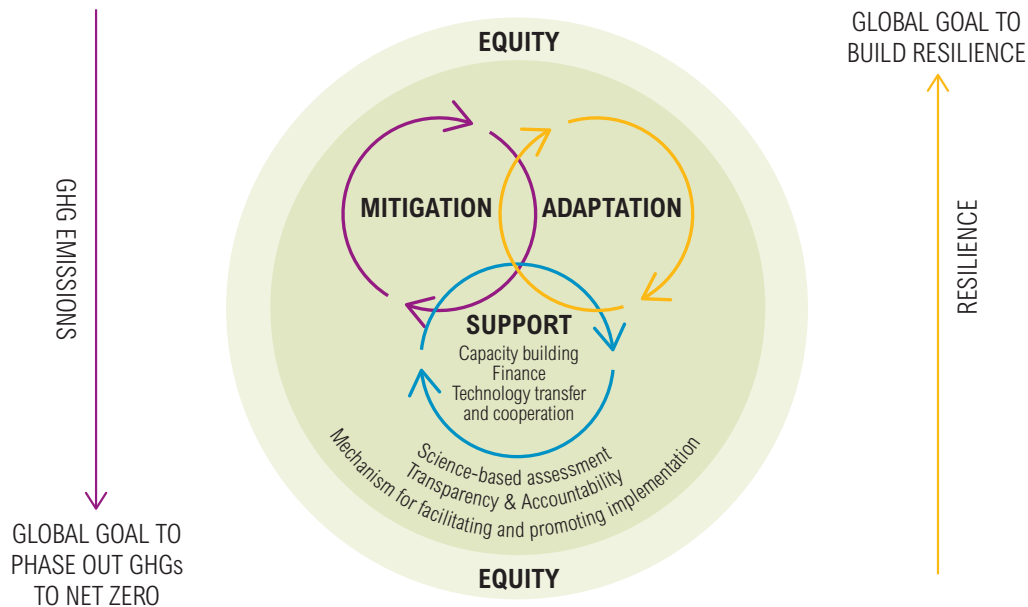 GLOBAL GOAL TO
BUILD RESILIENCE
EQUITY
GHG EMISSIONS
MITIGATION
ADAPTATION
RESILIENCE
SUPPORT
Capacity building
Finance
Technology transfer
and cooperation
Science-based assessment
Transparency & Accountability
Mechanism for facilitating and promoting implementation
GLOBAL GOAL TO
PHASE OUT GHGs
TO NET ZERO
EQUITY